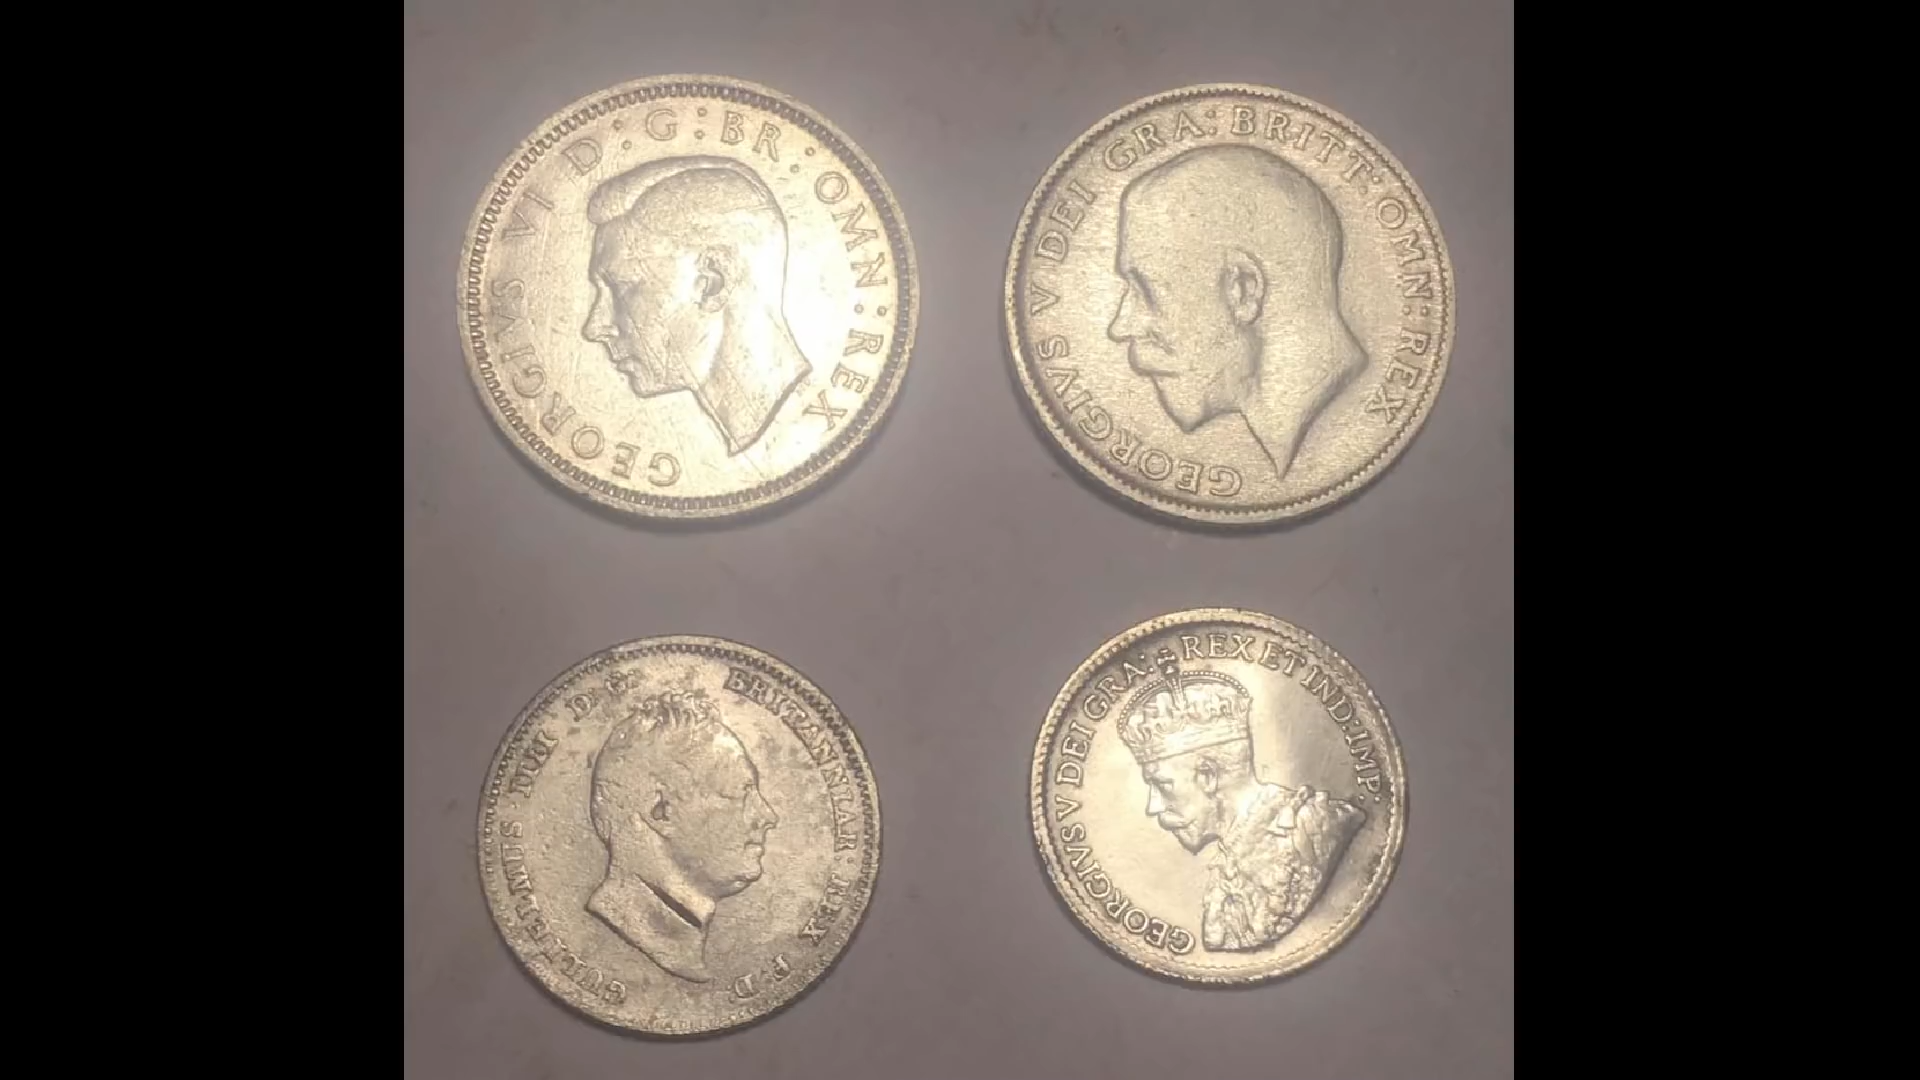 GEORGIVS VI D:G:BR:OMN:REX
GEORGIVS V DEI GRA: BRITT: OMN: REX
GULIELMUS IIII D: G: BRITANNIAR: REX F: D:
GEORGIVS V DEI GRA: REX ET IND: IMP: